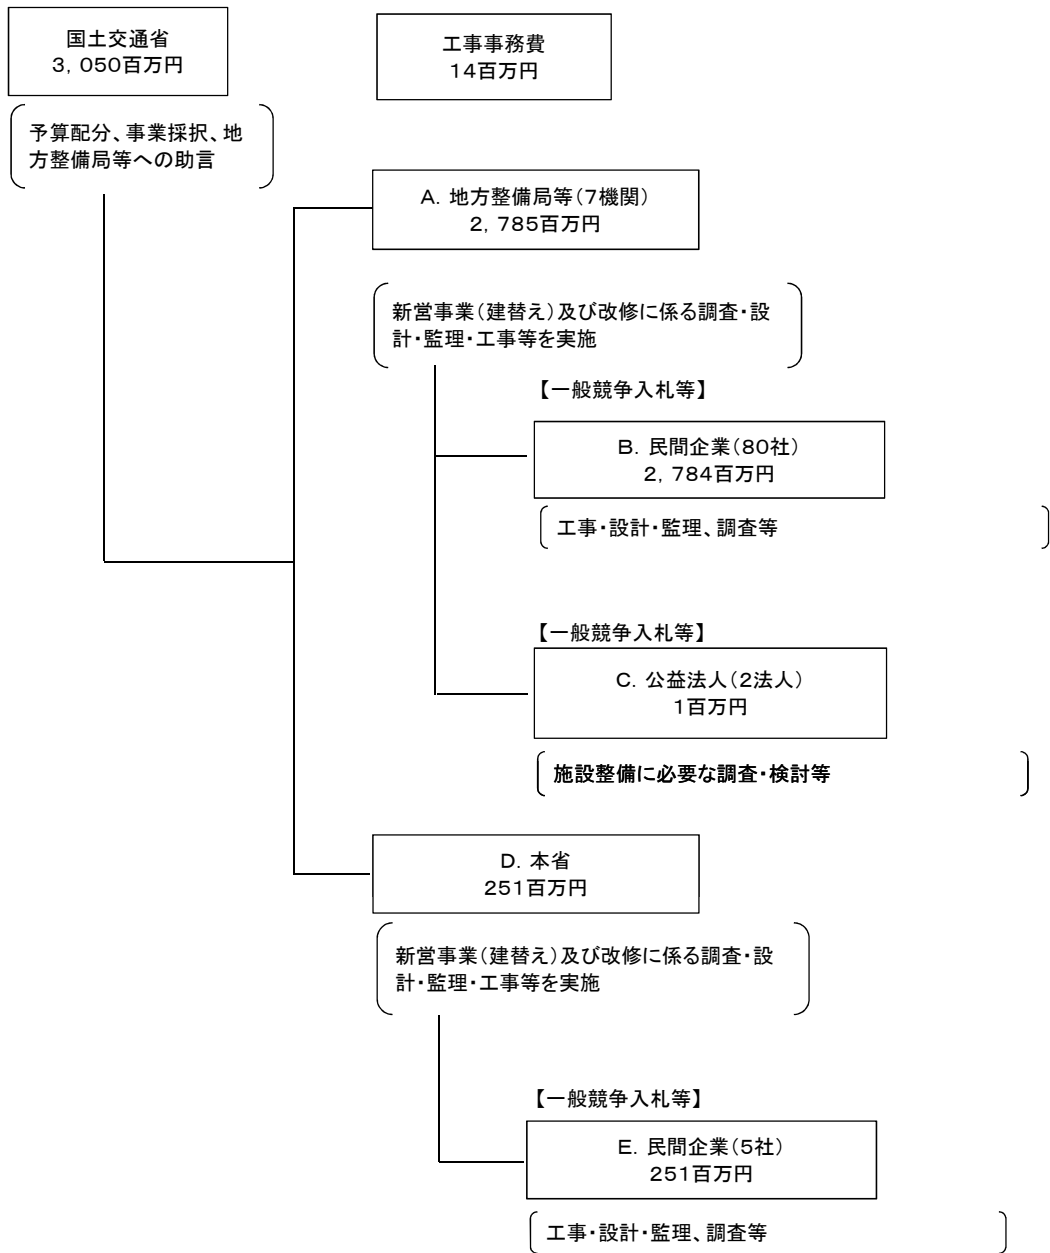 国土交通省
3，050百万円
工事事務費
14百万円
予算配分、事業採択、地
方整備局等への助言
A．地方整備局等（7機関）
2，785百万円
新営事業（建替え）及び改修に係る調査・設
計・監理・工事等を実施
【一般競争入札等】
B．民間企業（80社）
2，784百万円
工事・設計・監理、調査等
【一般競争入札等】
C．公益法人（2法人）
1百万円
施設整備に必要な調査・検討等
D．本省
251百万円
新営事業（建替え）及び改修に係る調査・設
計・監理・工事等を実施
【一般競争入札等】
E．民間企業（5社）
251百万円
工事・設計・監理、調査等